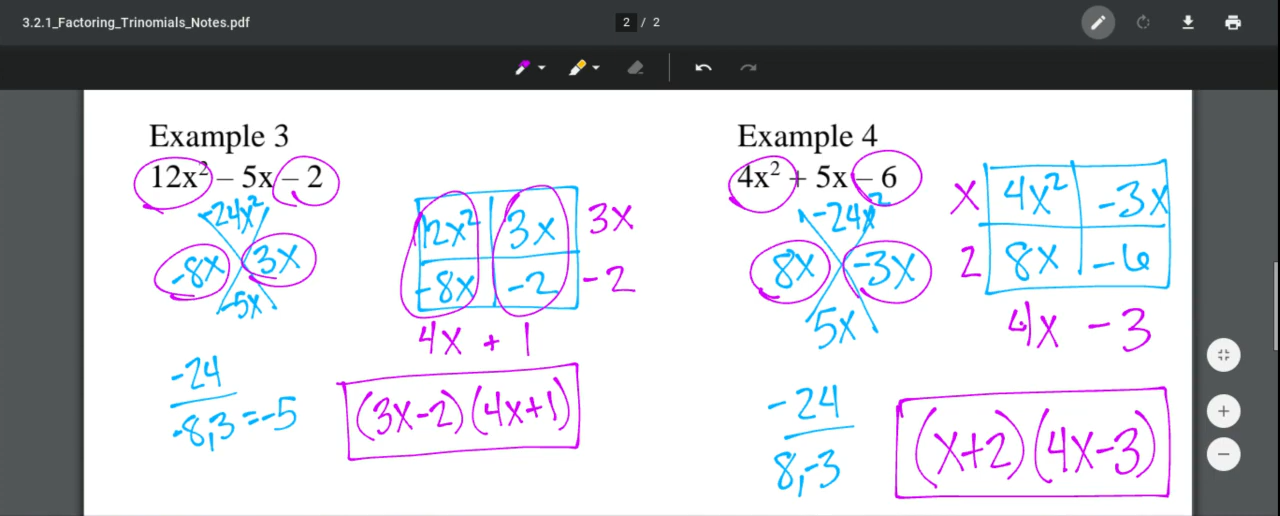 3.2.1_Factoring_Trinomials_Notes.pdf
2 / 2
Example 3
12x² – 5x – 2
-24x²
-8x 3x
-5x
-24
-8,3 = -5
12x² 3x 3x
-8x -2 -2
4x + 1
(3x-2)(4x+1)
Example 4
4x² + 5x – 6
-24x²
8x -3x
5x
-24
8,-3
x 4x² -3x
2 8x -6
4x -3
(x+2)(4x-3)